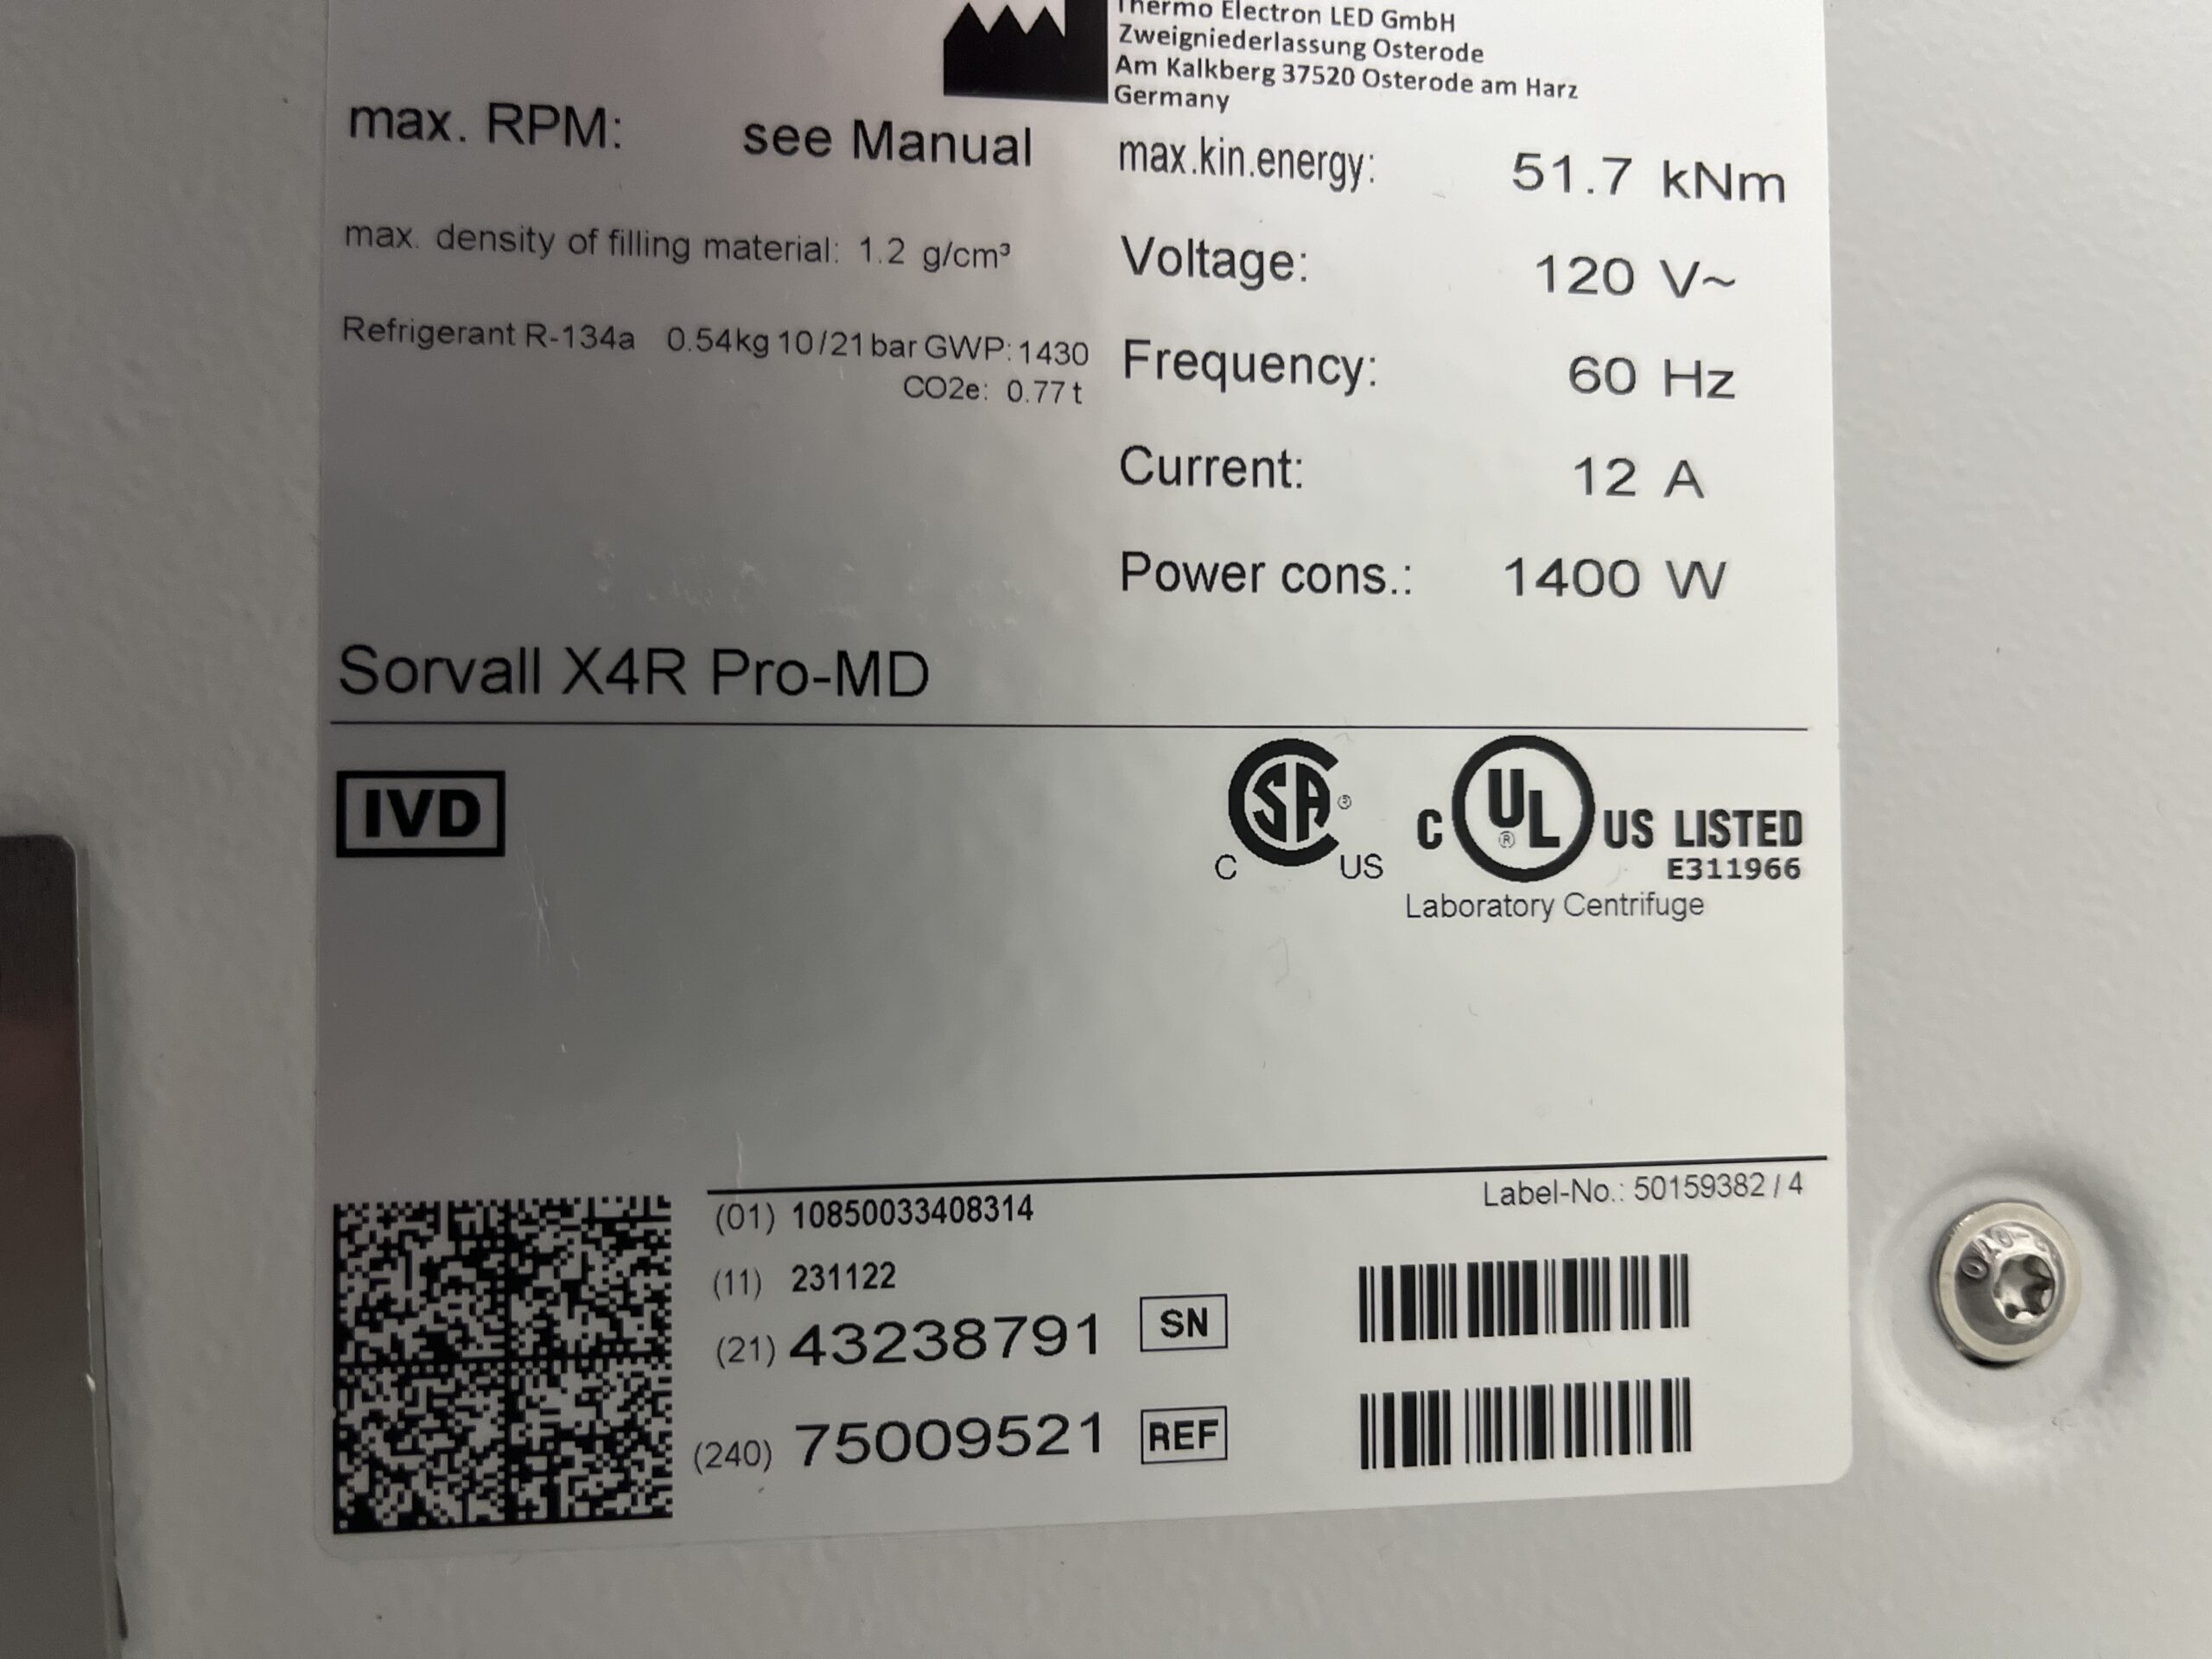 Thermo Electron LED GmbH
Zweigniederlassung Osterode
Am Kalkberg 37520 Osterode am Harz
Germany
max. RPM: see Manual
max.kin.energy: 51.7 kNm
max. density of filling material: 1.2 g/cm³
Voltage: 120 V~
Refrigerant R-134a 0.54kg 10/21 bar GWP: 1430
CO2e: 0.77 t
Frequency: 60 Hz
Current: 12 A
Power cons.: 1400 W
Sorvall X4R Pro-MD
IVD
CSA®
C US
C UL® US LISTED
E311966
Laboratory Centrifuge
Label-No.: 50159382 / 4
(01) 10850033408314
(11) 231122
(21) 43238791 SN
(240) 75009521 REF